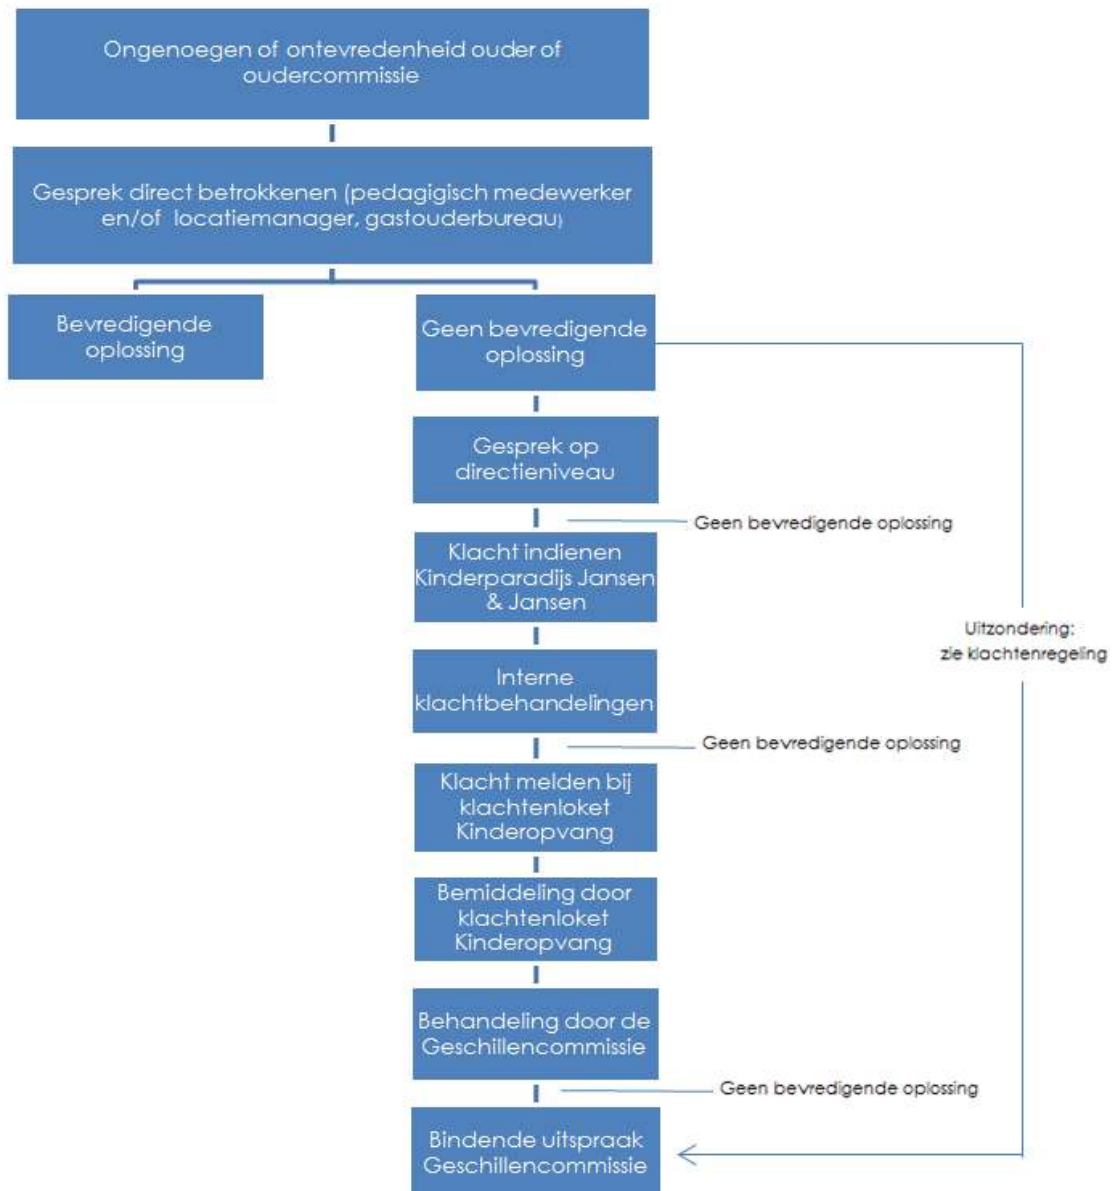 Ongenoegen of ontevredenheid ouder of
oudercommissie
Gesprek direct betrokkenen (pedagigisch medewerker
en/of locatiemanager, gastouderbureau)
Bevredigende
oplossing
Geen bevredigende
oplossing
Gesprek op
directieniveau
Geen bevredigende oplossing
Klacht indienen
Kinderparadijs Jansen
& Jansen
Uitzondering:
zie klachtenregeling
Interne
klachtbehandelingen
Geen bevredigende oplossing
Klacht melden bij
klachtenloket
Kinderopvang
Bemiddeling door
klachtenloket
Kinderopvang
Behandeling door de
Geschillencommissie
Geen bevredigende oplossing
Bindende uitspraak
Geschillencommissie